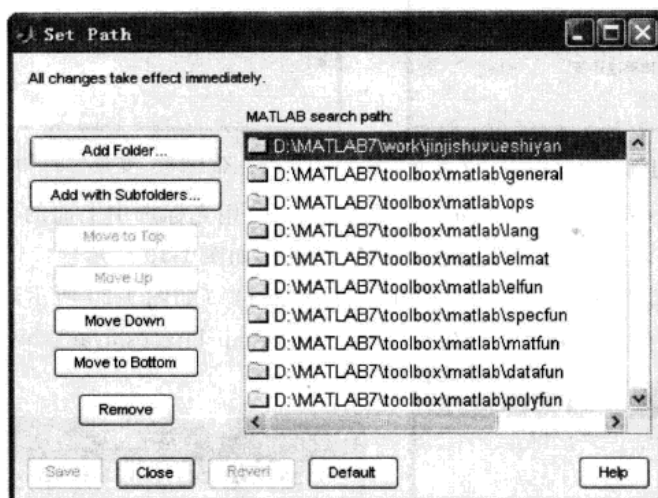 Set Path
All changes take effect immediately.
MATLAB search path:
Add Folder...
Add with Subfolders...
Move to Top
Move Up
Move Down
Move to Bottom
Remove
D:\MATLAB7\work\jinjishuxueshiyan
D:\MATLAB7\toolbox\matlab\general
D:\MATLAB7\toolbox\matlab\ops
D:\MATLAB7\toolbox\matlab\lang
D:\MATLAB7\toolbox\matlab\elmat
D:\MATLAB7\toolbox\matlab\elfun
D:\MATLAB7\toolbox\matlab\specfun
D:\MATLAB7\toolbox\matlab\matfun
D:\MATLAB7\toolbox\matlab\datafun
D:\MATLAB7\toolbox\matlab\polyfun
Save
Close
Revert
Default
Help